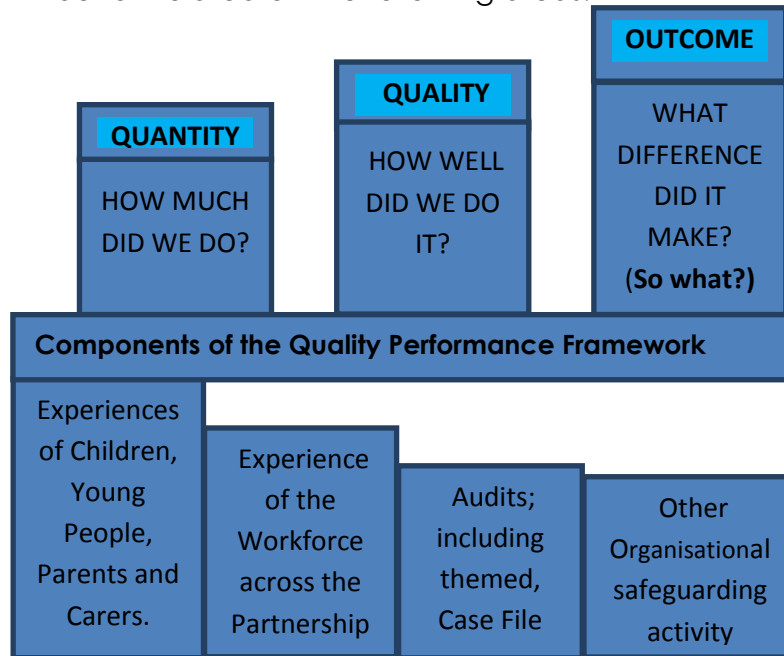 QUANTITY
HOW MUCH
DID WE DO?
QUALITY
HOW WELL
DID WE DO
IT?
OUTCOME
WHAT
DIFFERENCE
DID IT
MAKE?
(So what?)
Components of the Quality Performance Framework
Experiences
of Children,
Young
People,
Parents and
Carers.
Experience
of the
Workforce
across the
Partnership
Audits;
including
themed,
Case File
Other
Organisational
safeguarding
activity